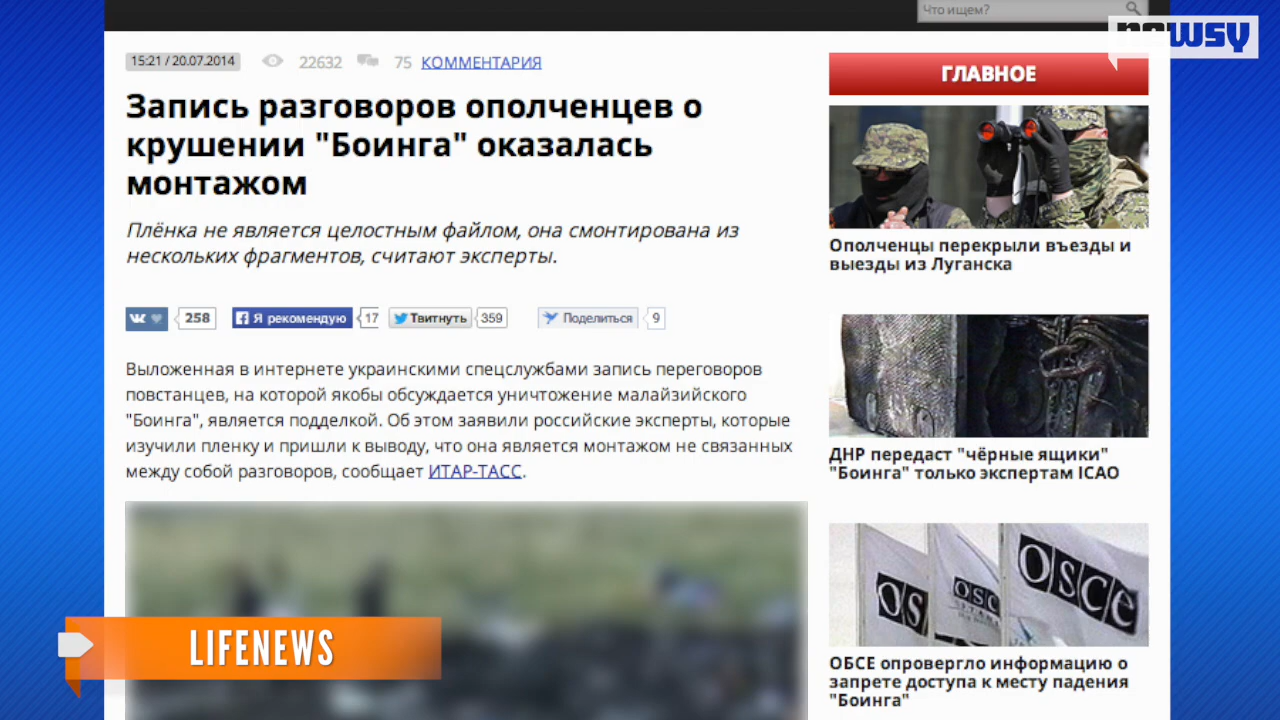 Что ищем?
newsy
15:21 / 20.07.2014 22632 75 КОММЕНТАРИЯ
Запись разговоров ополченцев о
крушении "Боинга" оказалась
монтажом
Плёнка не является целостным файлом, она смонтирована из
нескольких фрагментов, считают эксперты.
258 Я рекомендую 17 Твитнуть 359 Поделиться 9
Выложенная в интернете украинскими спецслужбами запись переговоров
повстанцев, на которой якобы обсуждается уничтожение малайзийского
"Боинга", является подделкой. Об этом заявили российские эксперты, которые
изучили пленку и пришли к выводу, что она является монтажом не связанных
между собой разговоров, сообщает ИТАР-ТАСС.
LIFENEWS
ГЛАВНОЕ
Ополченцы перекрыли въезды и
выезды из Луганска
ДНР передаст "чёрные ящики"
"Боинга" только экспертам ICAO
OS
OSC
OSCE
ОБСЕ опровергло информацию о
запрете доступа к месту падения
"Боинга"